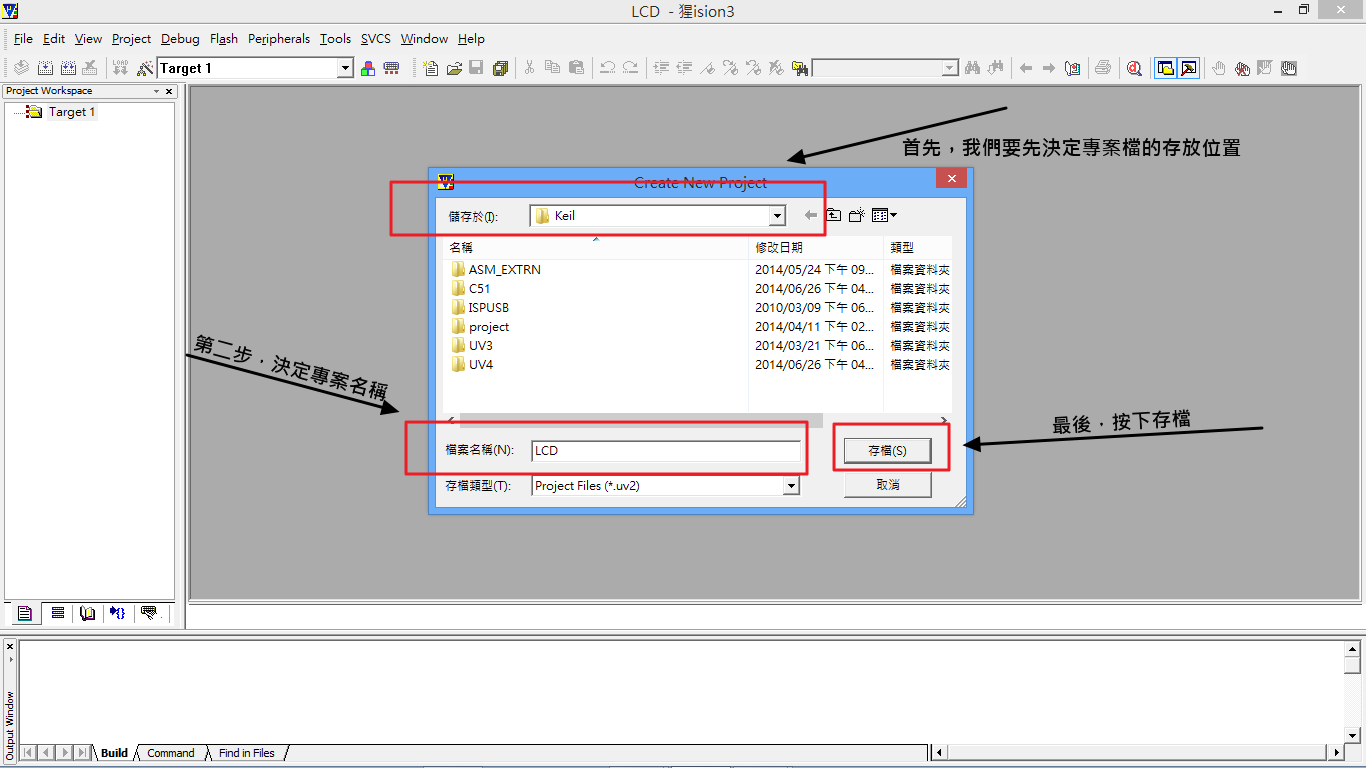 LCD - 猩ision3
File Edit View Project Debug Flash Peripherals Tools SVCS Window Help
LOAD
Target 1
Project Workspace
Target 1
首先，我們要先決定專案檔的存放位置
Create New Project
儲存於(I):
Keil
名稱 修改日期 類型
ASM_EXTRN 2014/05/24 下午 09... 檔案資料夾
C51 2014/06/26 下午 04... 檔案資料夾
ISPUSB 2010/03/09 下午 06... 檔案資料夾
project 2014/04/11 下午 02... 檔案資料夾
UV3 2014/03/21 下午 06... 檔案資料夾
UV4 2014/06/26 下午 04... 檔案資料夾
第二步，決定專案名稱
最後，按下存檔
檔案名稱(N): LCD 存檔(S)
存檔類型(T): Project Files (*.uv2) 取消
Output Window
Build Command Find in Files